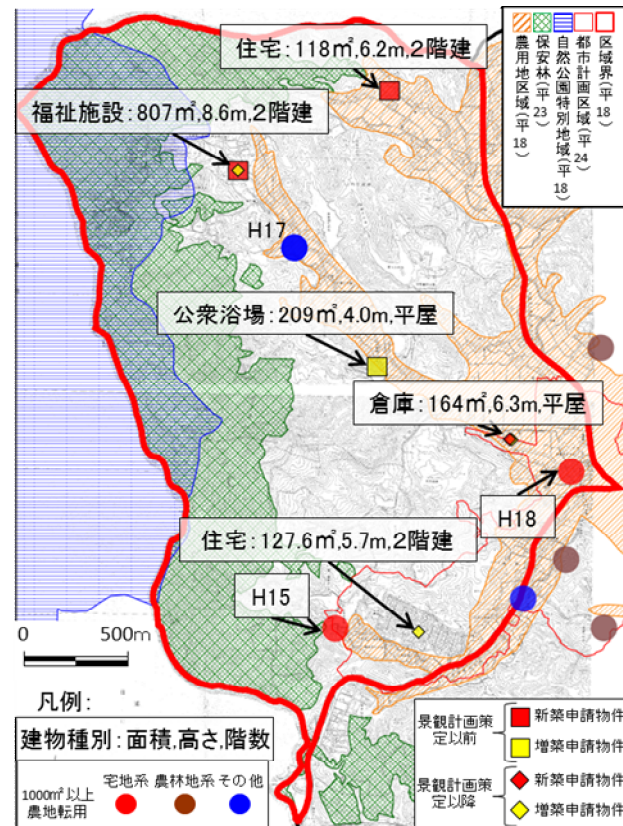 住宅:118㎡,6.2m,2階建
福祉施設:807㎡,8.6m,2階建
H17
公衆浴場:209㎡,4.0m,平屋
倉庫:164㎡,6.3m,平屋
H18
住宅:127.6㎡,5.7m,2階建
H15
区域界(平18)
都市計画区域(平24)
自然公園特別地域(平18)
保安林(平23)
農用地区域(平18)
0 500m
凡例:
建物種別:面積,高さ,階数
1000㎡以上
農地転用
宅地系 農林地系 その他
景観計画策
定以前
新築申請物件
増築申請物件
景観計画策
定以降
新築申請物件
増築申請物件